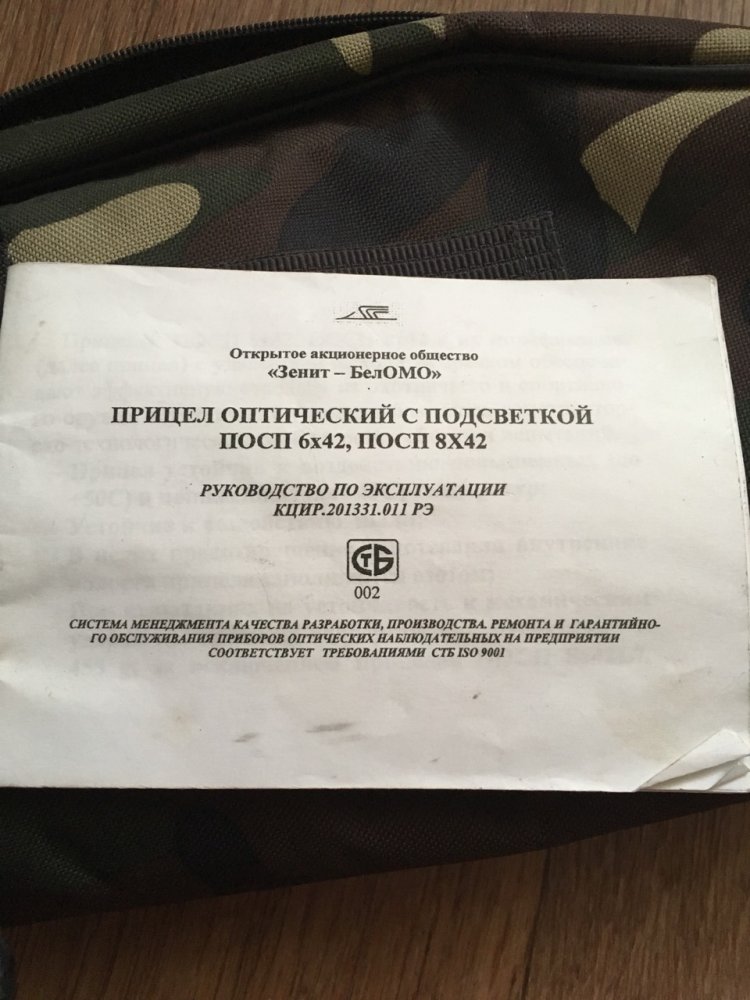 Открытое акционерное общество
«Зенит – БелОМО»
ПРИЦЕЛ ОПТИЧЕСКИЙ С ПОДСВЕТКОЙ
ПОСП 6х42, ПОСП 8Х42
РУКОВОДСТВО ПО ЭКСПЛУАТАЦИИ
КЦИР.201331.011 РЭ
СТБ
002
СИСТЕМА МЕНЕДЖМЕНТА КАЧЕСТВА РАЗРАБОТКИ, ПРОИЗВОДСТВА. РЕМОНТА И ГАРАНТИЙНО-
ГО ОБСЛУЖИВАНИЯ ПРИБОРОВ ОПТИЧЕСКИХ НАБЛЮДАТЕЛЬНЫХ НА ПРЕДПРИЯТИИ
СООТВЕТСТВУЕТ ТРЕБОВАНИЯМИ СТБ ISO 9001